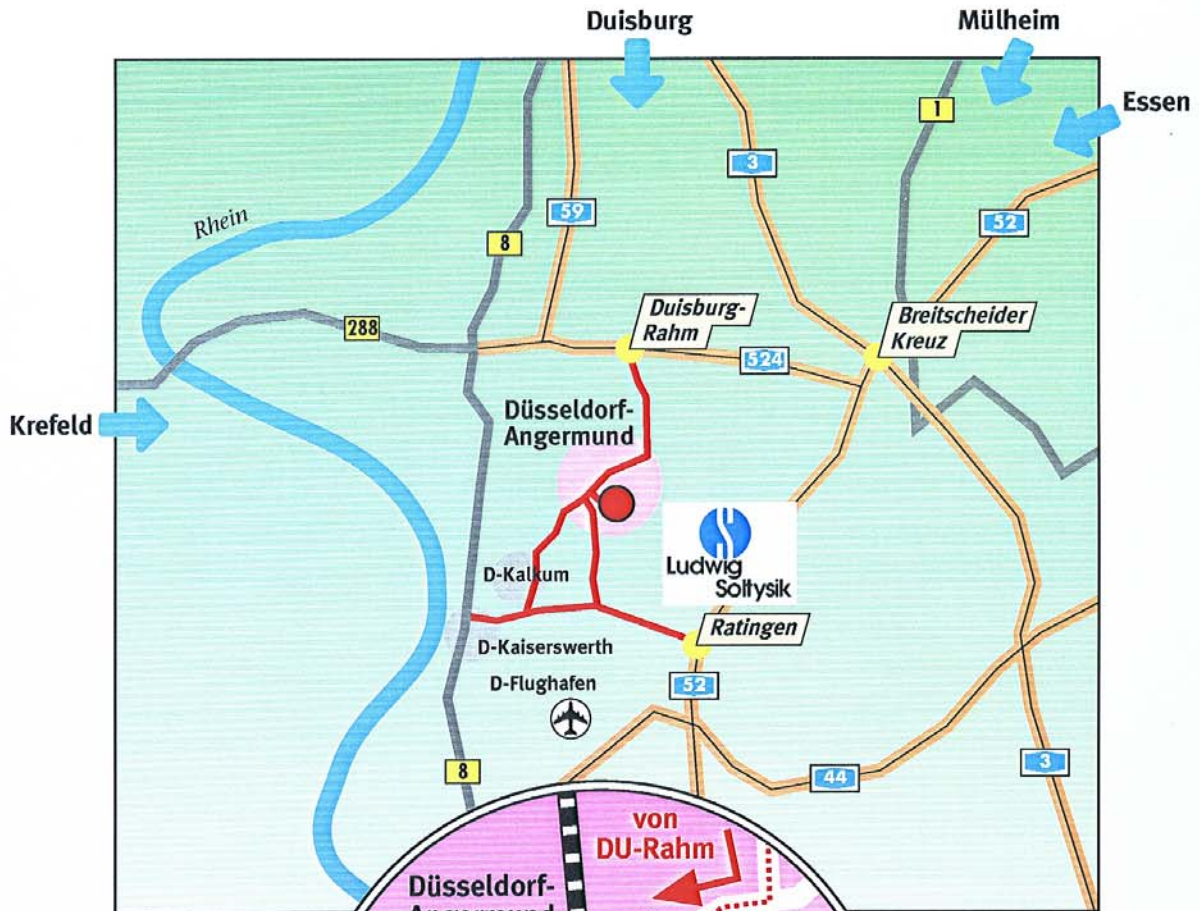 Duisburg
Mülheim
Essen
1
3
59
52
Rhein
8
Duisburg-
Rahm
Breitscheider
Kreuz
288
524
Krefeld
Düsseldorf-
Angermund
Ludwig
Soltysik
D-Kalkum
Ratingen
D-Kaiserswerth
D-Flughafen
52
8
44
3
von
DU-Rahm
Düsseldorf-
Angermund